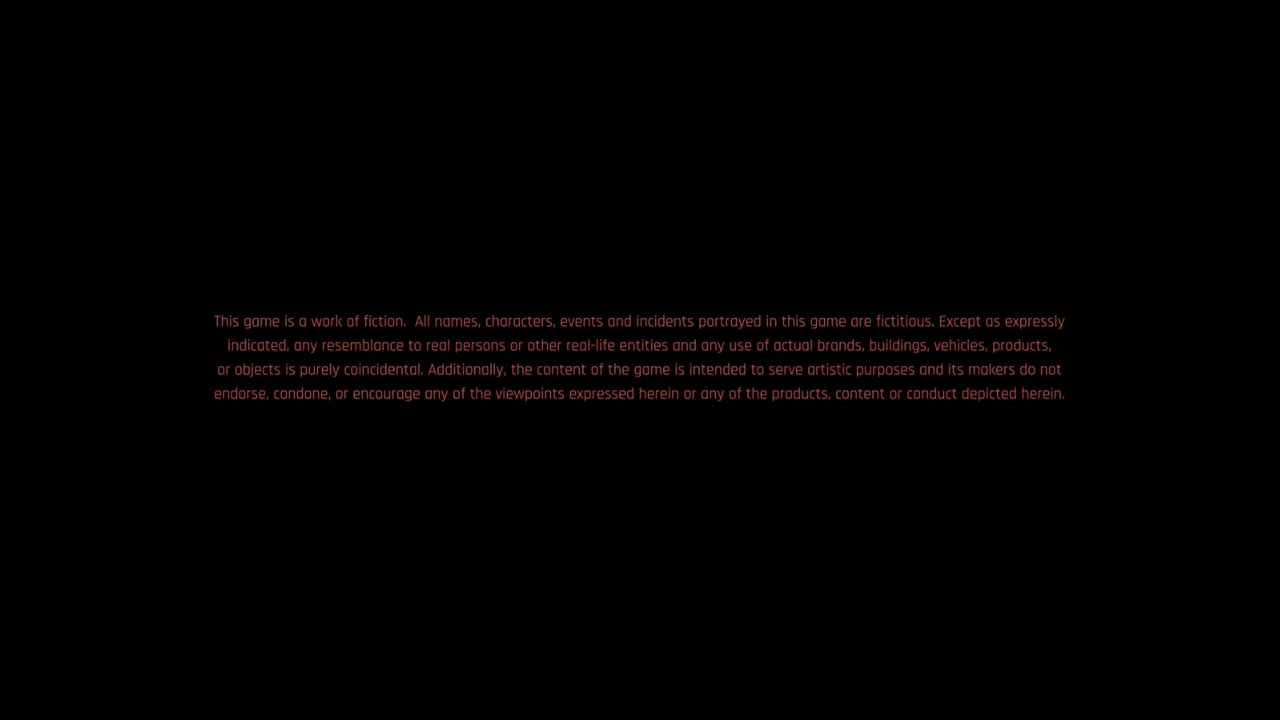 This game is a work of fiction.  All names, characters, events and incidents portrayed in this game are fictitious. Except as expressly
indicated, any resemblance to real persons or other real-life entities and any use of actual brands, buildings, vehicles, products,
or objects is purely coincidental. Additionally, the content of the game is intended to serve artistic purposes and its makers do not
endorse, condone, or encourage any of the viewpoints expressed herein or any of the products, content or conduct depicted herein.